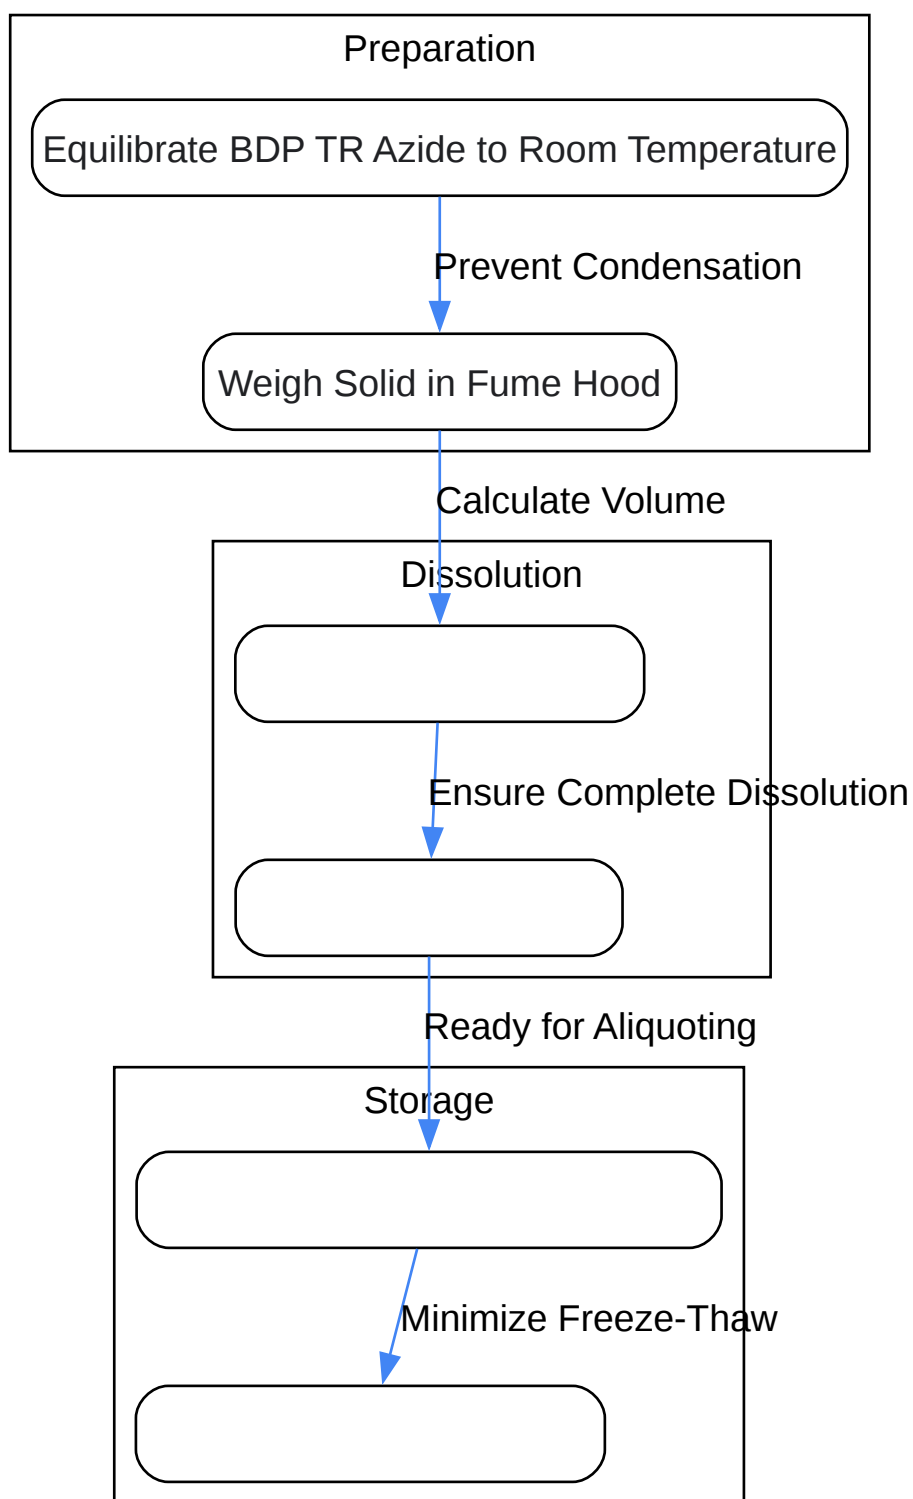 Preparation
Equilibrate BDP TR Azide to Room Temperature
Prevent Condensation
Weigh Solid in Fume Hood
Calculate Volume
Dissolution
Ensure Complete Dissolution
Ready for Aliquoting
Storage
Minimize Freeze-Thaw